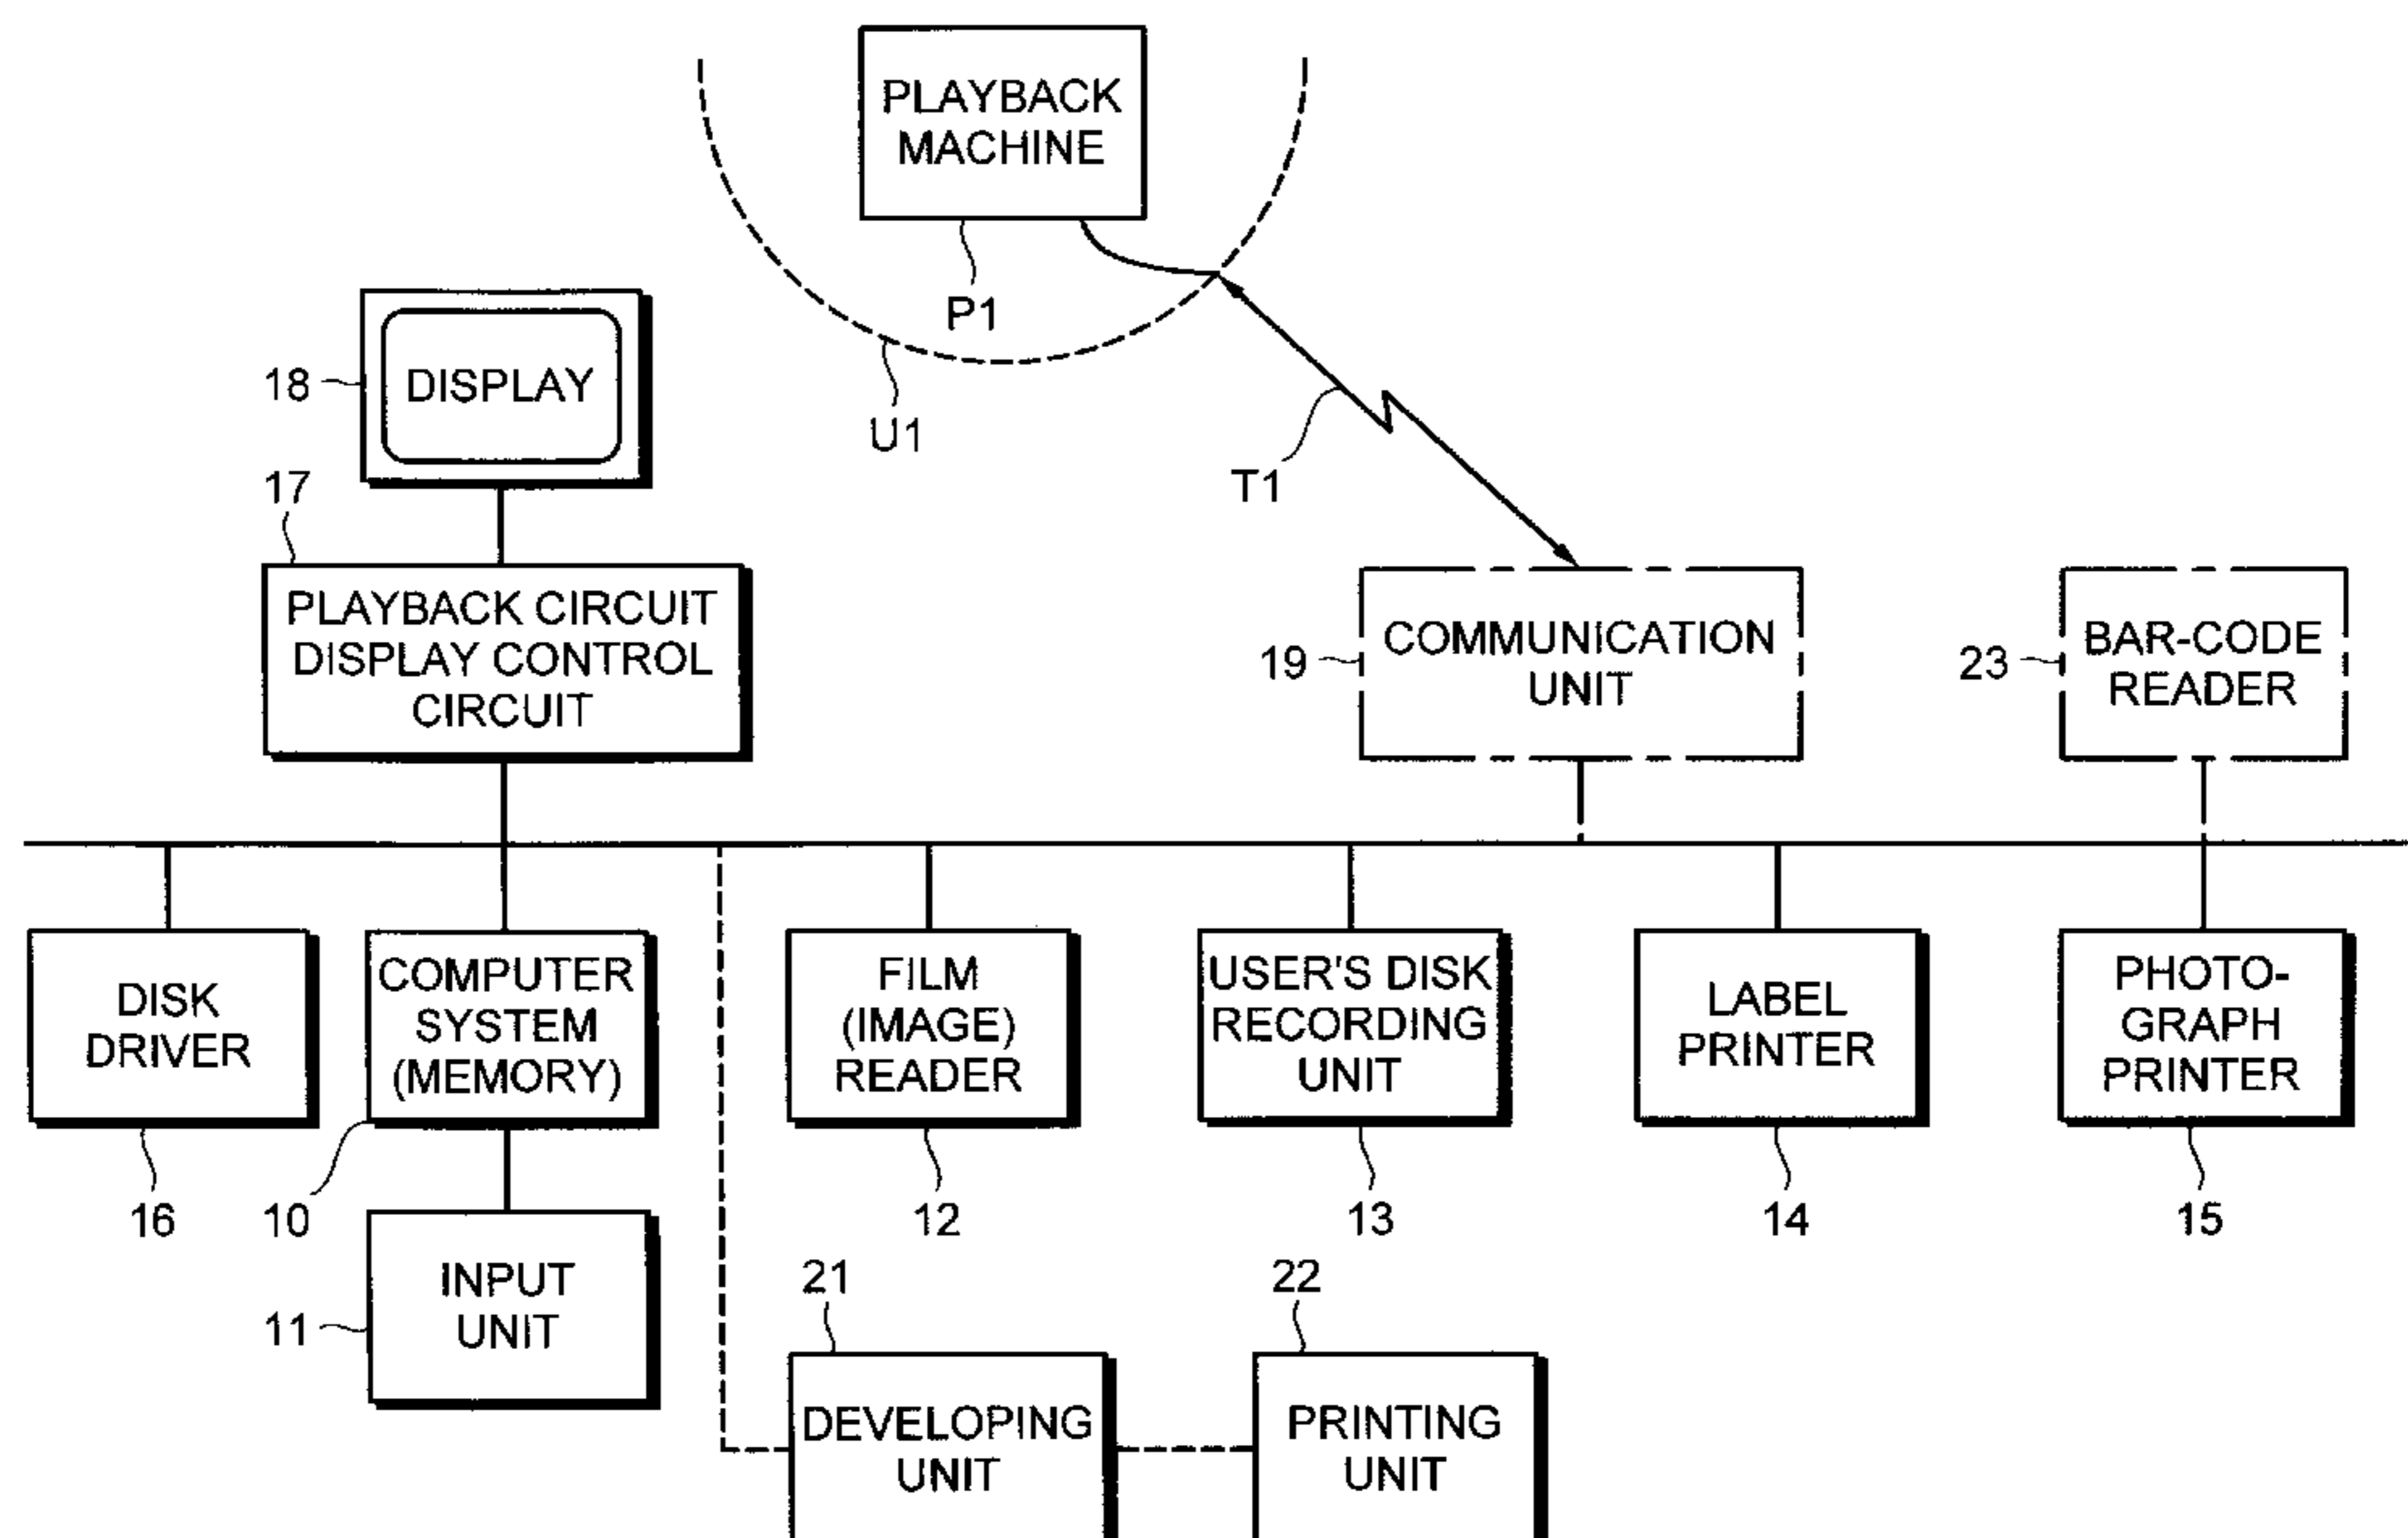 PLAYBACK
MACHINE
P1
U1
T1
18
DISPLAY
17
PLAYBACK CIRCUIT
DISPLAY CONTROL
CIRCUIT
19
COMMUNICATION
UNIT
23
BAR-CODE
READER
DISK
DRIVER
16
COMPUTER
SYSTEM
(MEMORY)
10
FILM
(IMAGE)
READER
12
USER'S DISK
RECORDING
UNIT
13
LABEL
PRINTER
14
PHOTO-
GRAPH
PRINTER
15
INPUT
UNIT
11
21
DEVELOPING
UNIT
22
PRINTING
UNIT